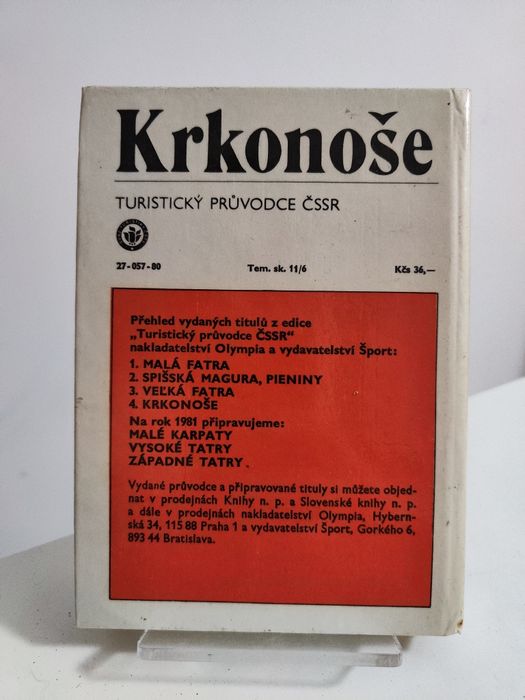 Krkonoše
TURISTICKÝ PRŮVODCE ČSSR
27-057-80 Tem. sk. 11/6 Kčs 36,—
Přehled vydaných titulů z edice
„Turistický průvodce ČSSR“
nakladatelství Olympia a vydavatelství Šport:
1. MALÁ FATRA
2. SPIŠSKÁ MAGURA, PIENINY
3. VEĽKÁ FATRA
4. KRKONOŠE
Na rok 1981 připravujeme:
MALÉ KARPATY
VYSOKÉ TATRY
ZÁPADNÉ TATRY.
Vydané průvodce a připravované tituly si můžete objed-
nat v prodejnách Knihy n. p. a Slovenské knihy n. p.
a dále v prodejnách nakladatelství Olympia, Hybern-
ská 34, 115 88 Praha 1 a vydavatelství Šport, Gorkého 6,
893 44 Bratislava.